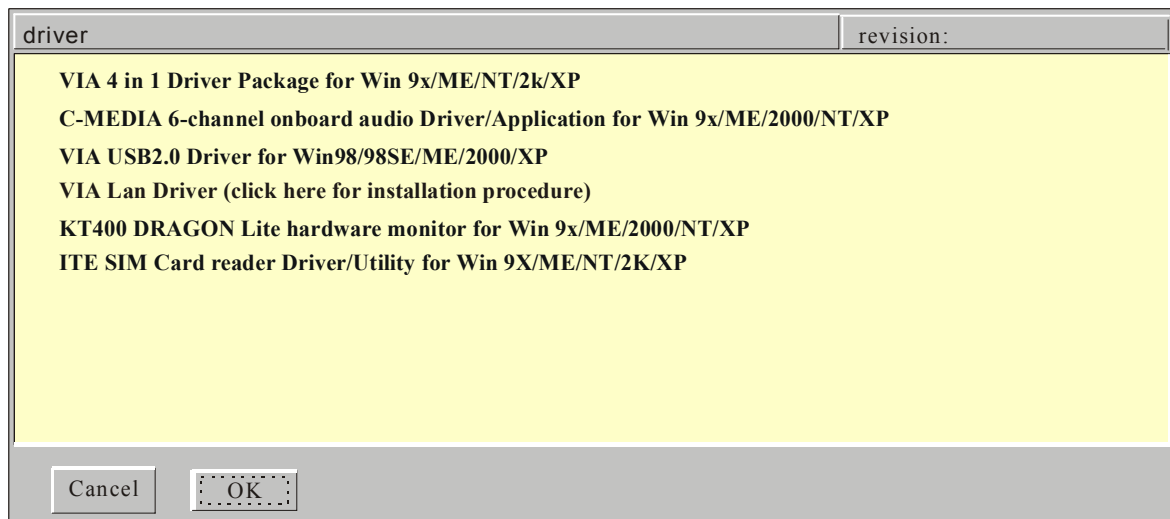 driver revision:
VIA 4 in 1 Driver Package for Win 9x/ME/NT/2k/XP
C-MEDIA 6-channel onboard audio Driver/Application for Win 9x/ME/2000/NT/XP
VIA USB2.0 Driver for Win98/98SE/ME/2000/XP
VIA Lan Driver (click here for installation procedure)
KT400 DRAGON Lite hardware monitor for Win 9x/ME/2000/NT/XP
ITE SIM Card reader Driver/Utility for Win 9X/ME/NT/2K/XP
Cancel OK